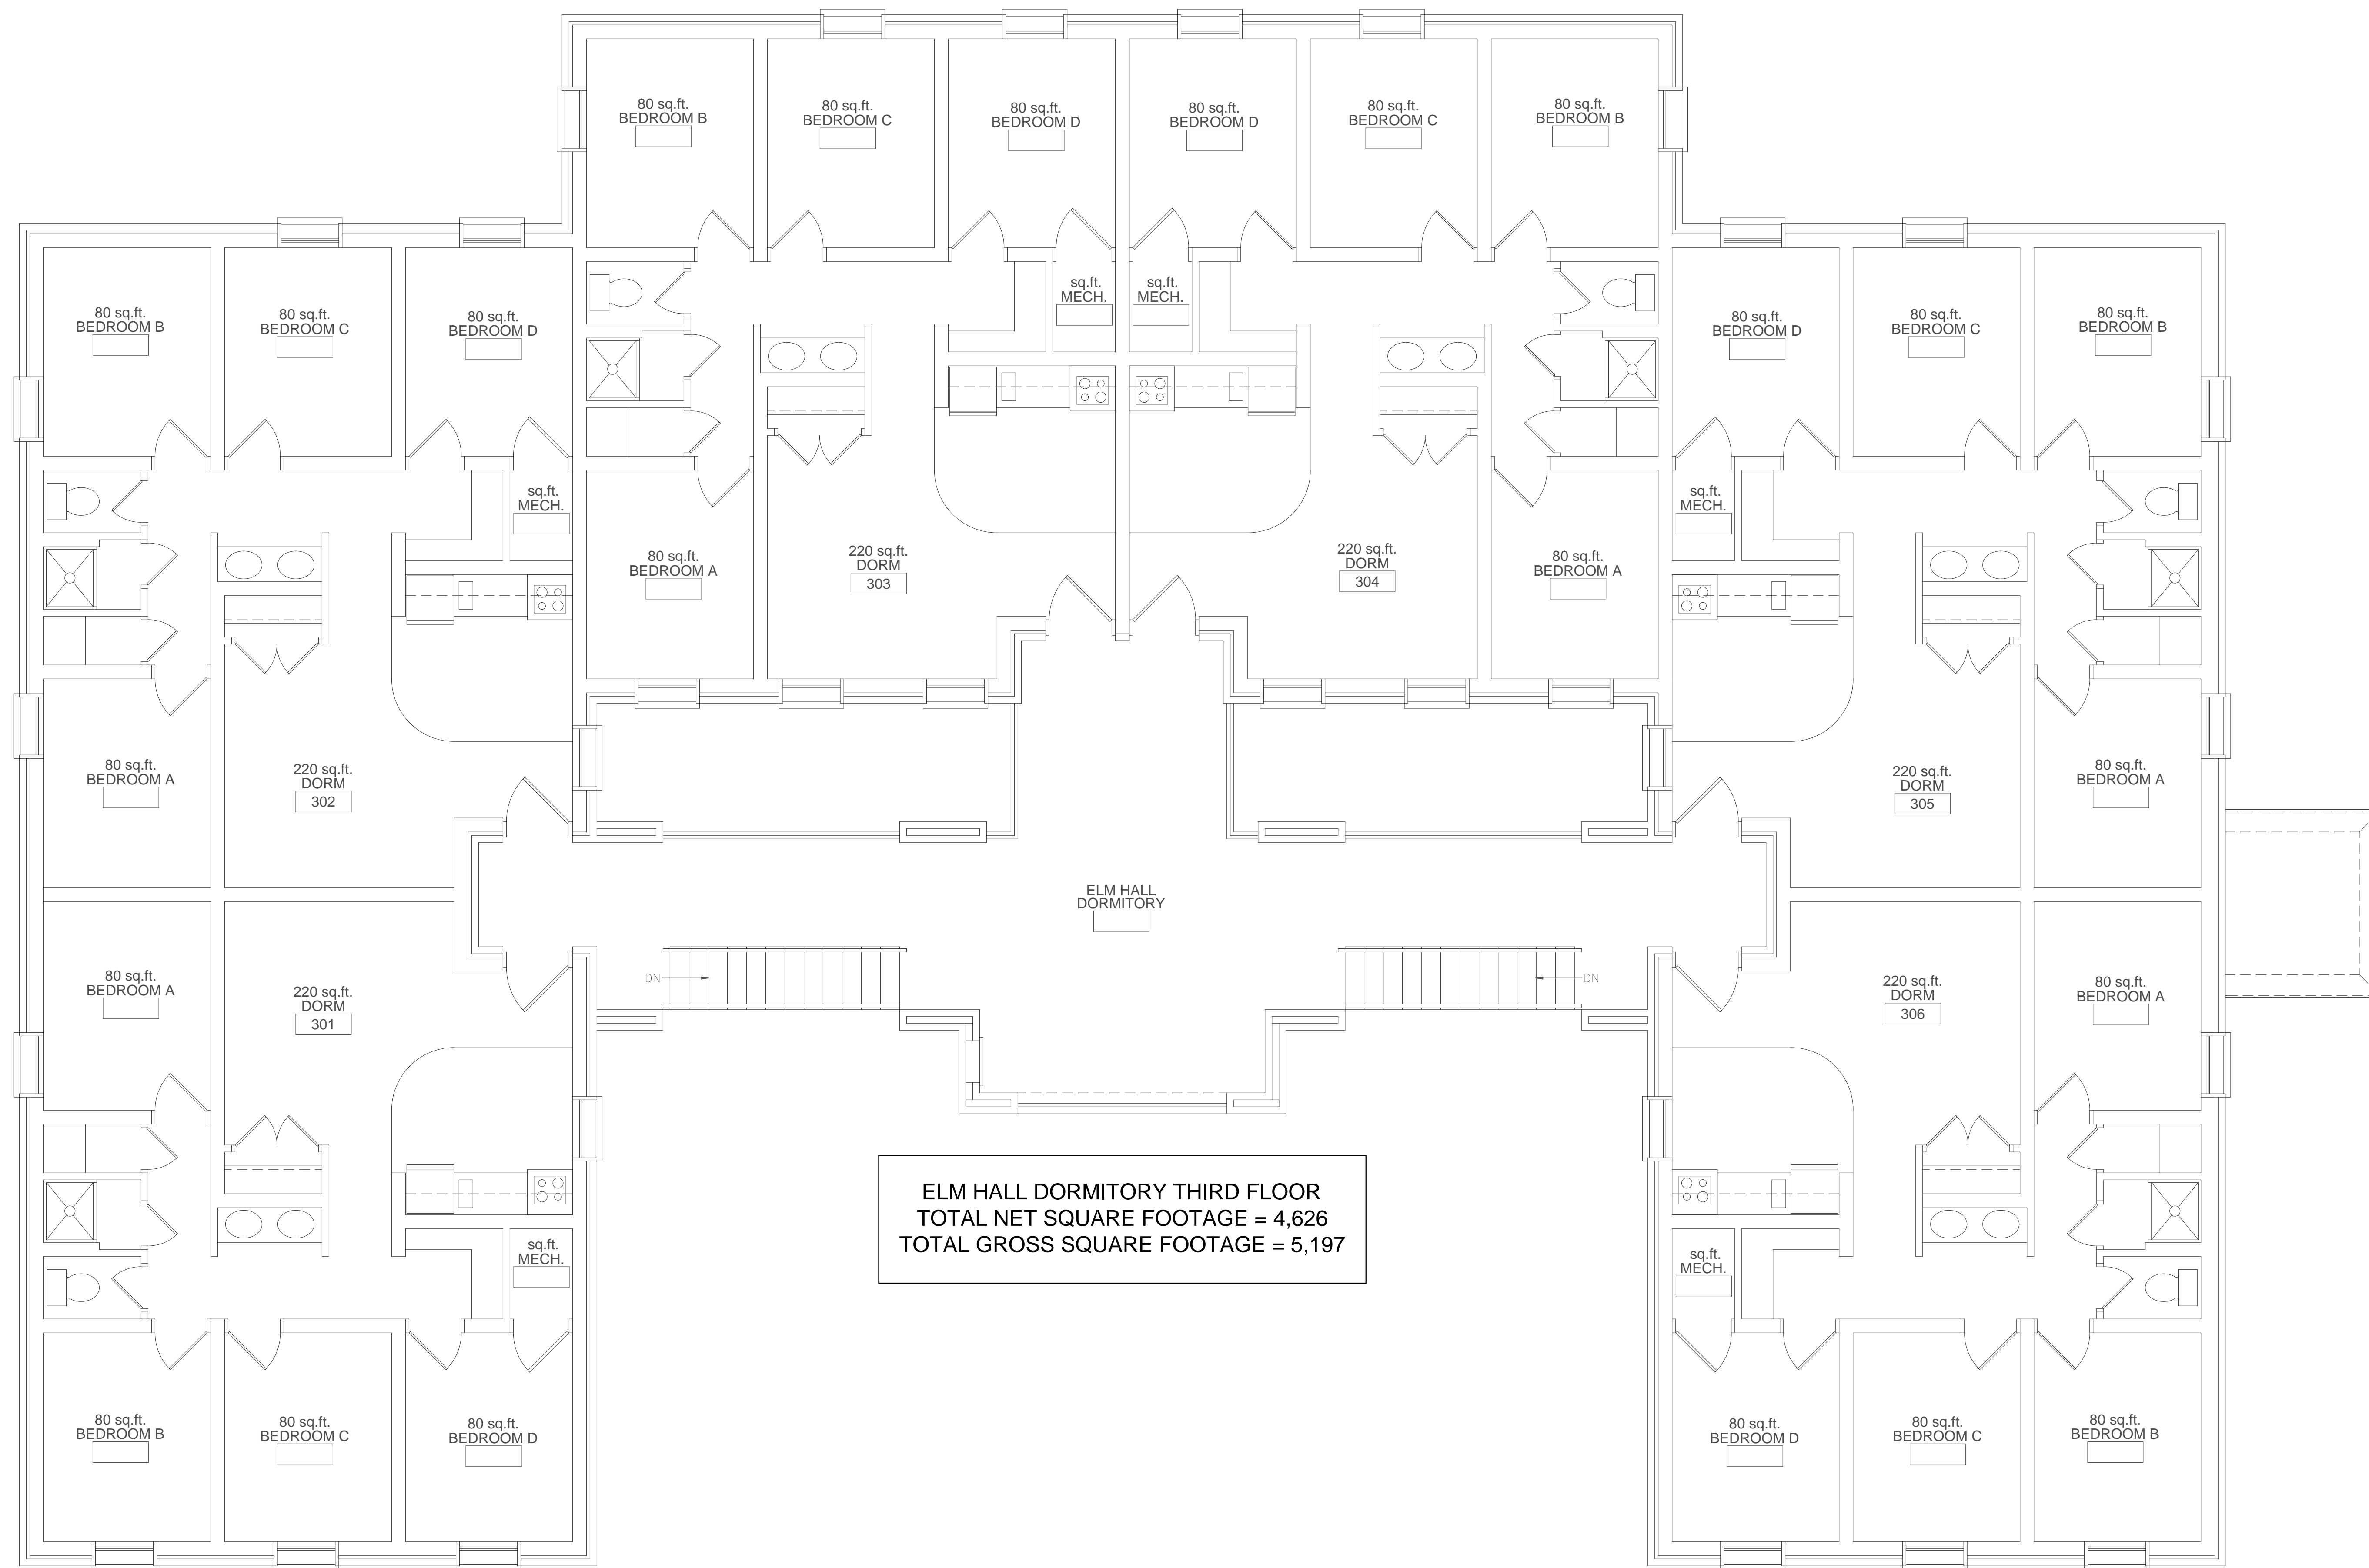 80 sq.ft.
BEDROOM B
80 sq.ft.
BEDROOM C
80 sq.ft.
BEDROOM D
80 sq.ft.
BEDROOM D
80 sq.ft.
BEDROOM C
80 sq.ft.
BEDROOM B
sq.ft.
MECH.
sq.ft.
MECH.
80 sq.ft.
BEDROOM B
80 sq.ft.
BEDROOM C
80 sq.ft.
BEDROOM D
80 sq.ft.
BEDROOM D
80 sq.ft.
BEDROOM C
80 sq.ft.
BEDROOM B
sq.ft.
MECH.
sq.ft.
MECH.
80 sq.ft.
BEDROOM A
220 sq.ft.
DORM
303
220 sq.ft.
DORM
304
80 sq.ft.
BEDROOM A
80 sq.ft.
BEDROOM A
220 sq.ft.
DORM
302
220 sq.ft.
DORM
305
80 sq.ft.
BEDROOM A
ELM HALL
DORMITORY
80 sq.ft.
BEDROOM A
220 sq.ft.
DORM
301
DN
DN
220 sq.ft.
DORM
306
80 sq.ft.
BEDROOM A
ELM HALL DORMITORY THIRD FLOOR
TOTAL NET SQUARE FOOTAGE = 4,626
TOTAL GROSS SQUARE FOOTAGE = 5,197
sq.ft.
MECH.
sq.ft.
MECH.
80 sq.ft.
BEDROOM B
80 sq.ft.
BEDROOM C
80 sq.ft.
BEDROOM D
80 sq.ft.
BEDROOM D
80 sq.ft.
BEDROOM C
80 sq.ft.
BEDROOM B